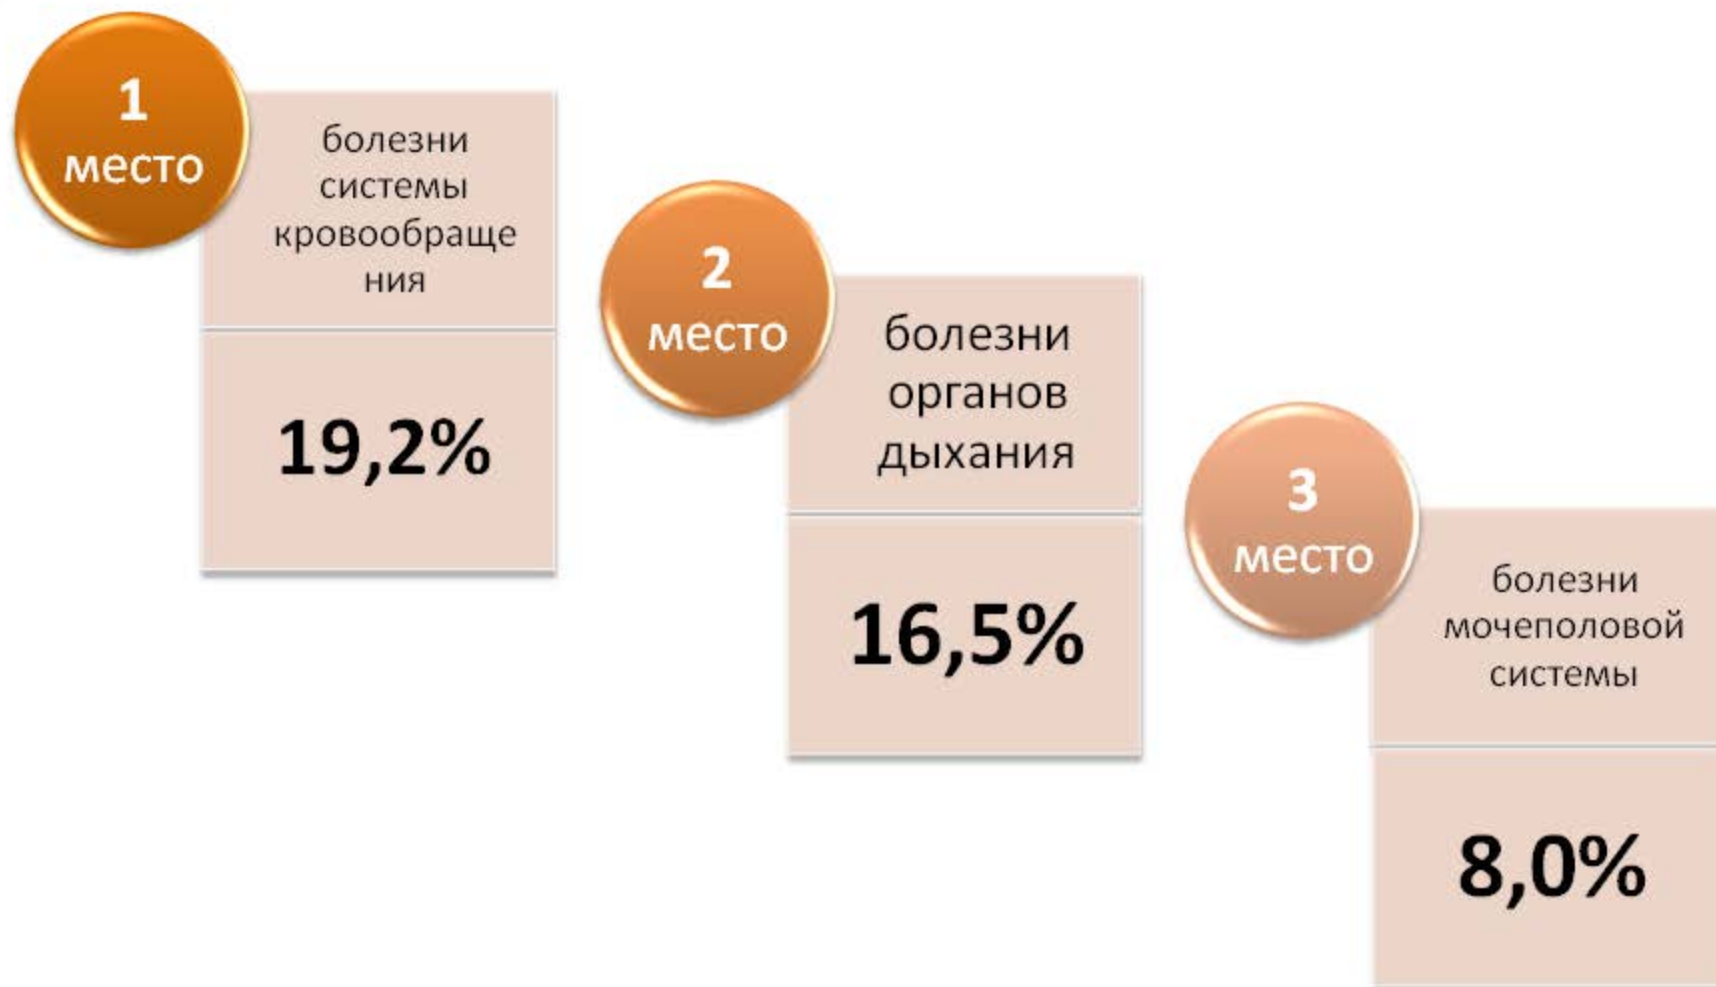 1
место
болезни
системы
кровообраще
ния
19,2%
2
место
болезни
органов
дыхания
16,5%
3
место
болезни
мочеполовой
системы
8,0%